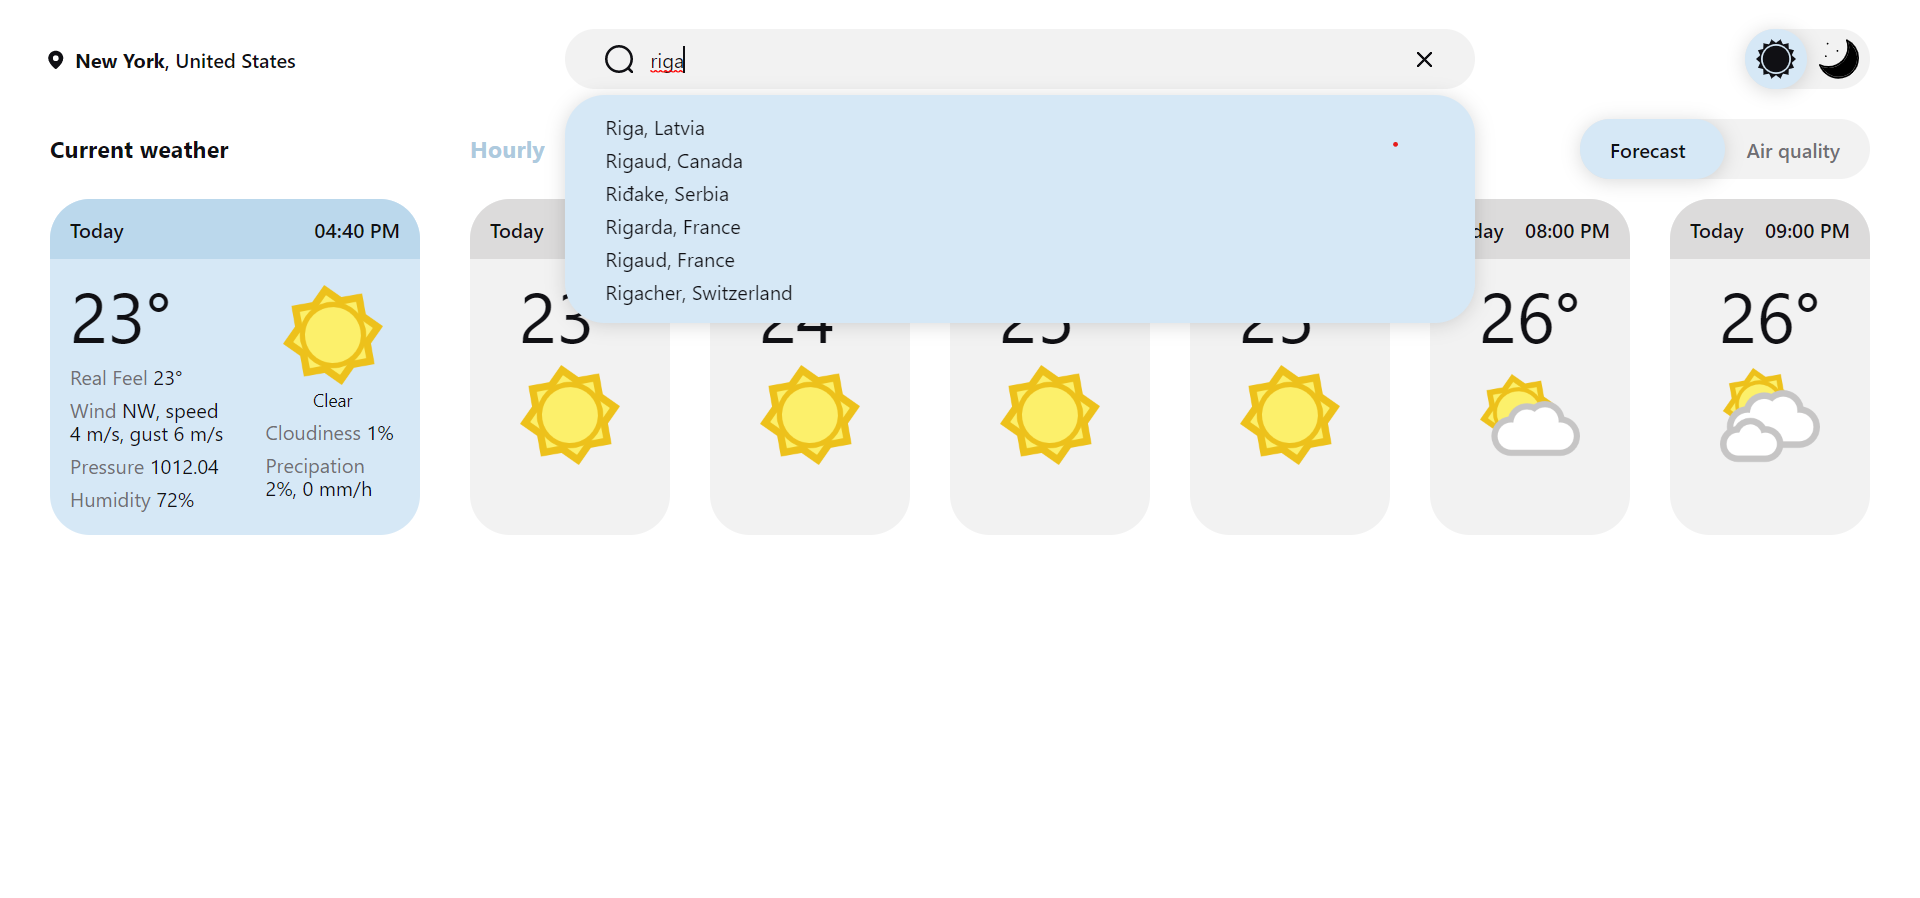 New York, United States
riga
Riga, Latvia
Rigaud, Canada
Riđake, Serbia
Rigarda, France
Rigaud, France
Rigacher, Switzerland
Forecast
Air quality
Current weather
Hourly
Today 04:40 PM
23°
Clear
Real Feel 23°
Wind NW, speed
4 m/s, gust 6 m/s
Pressure 1012.04
Humidity 72%
Cloudiness 1%
Precipation
2%, 0 mm/h
Today
23
24
08:00 PM
26°
Today 09:00 PM
26°